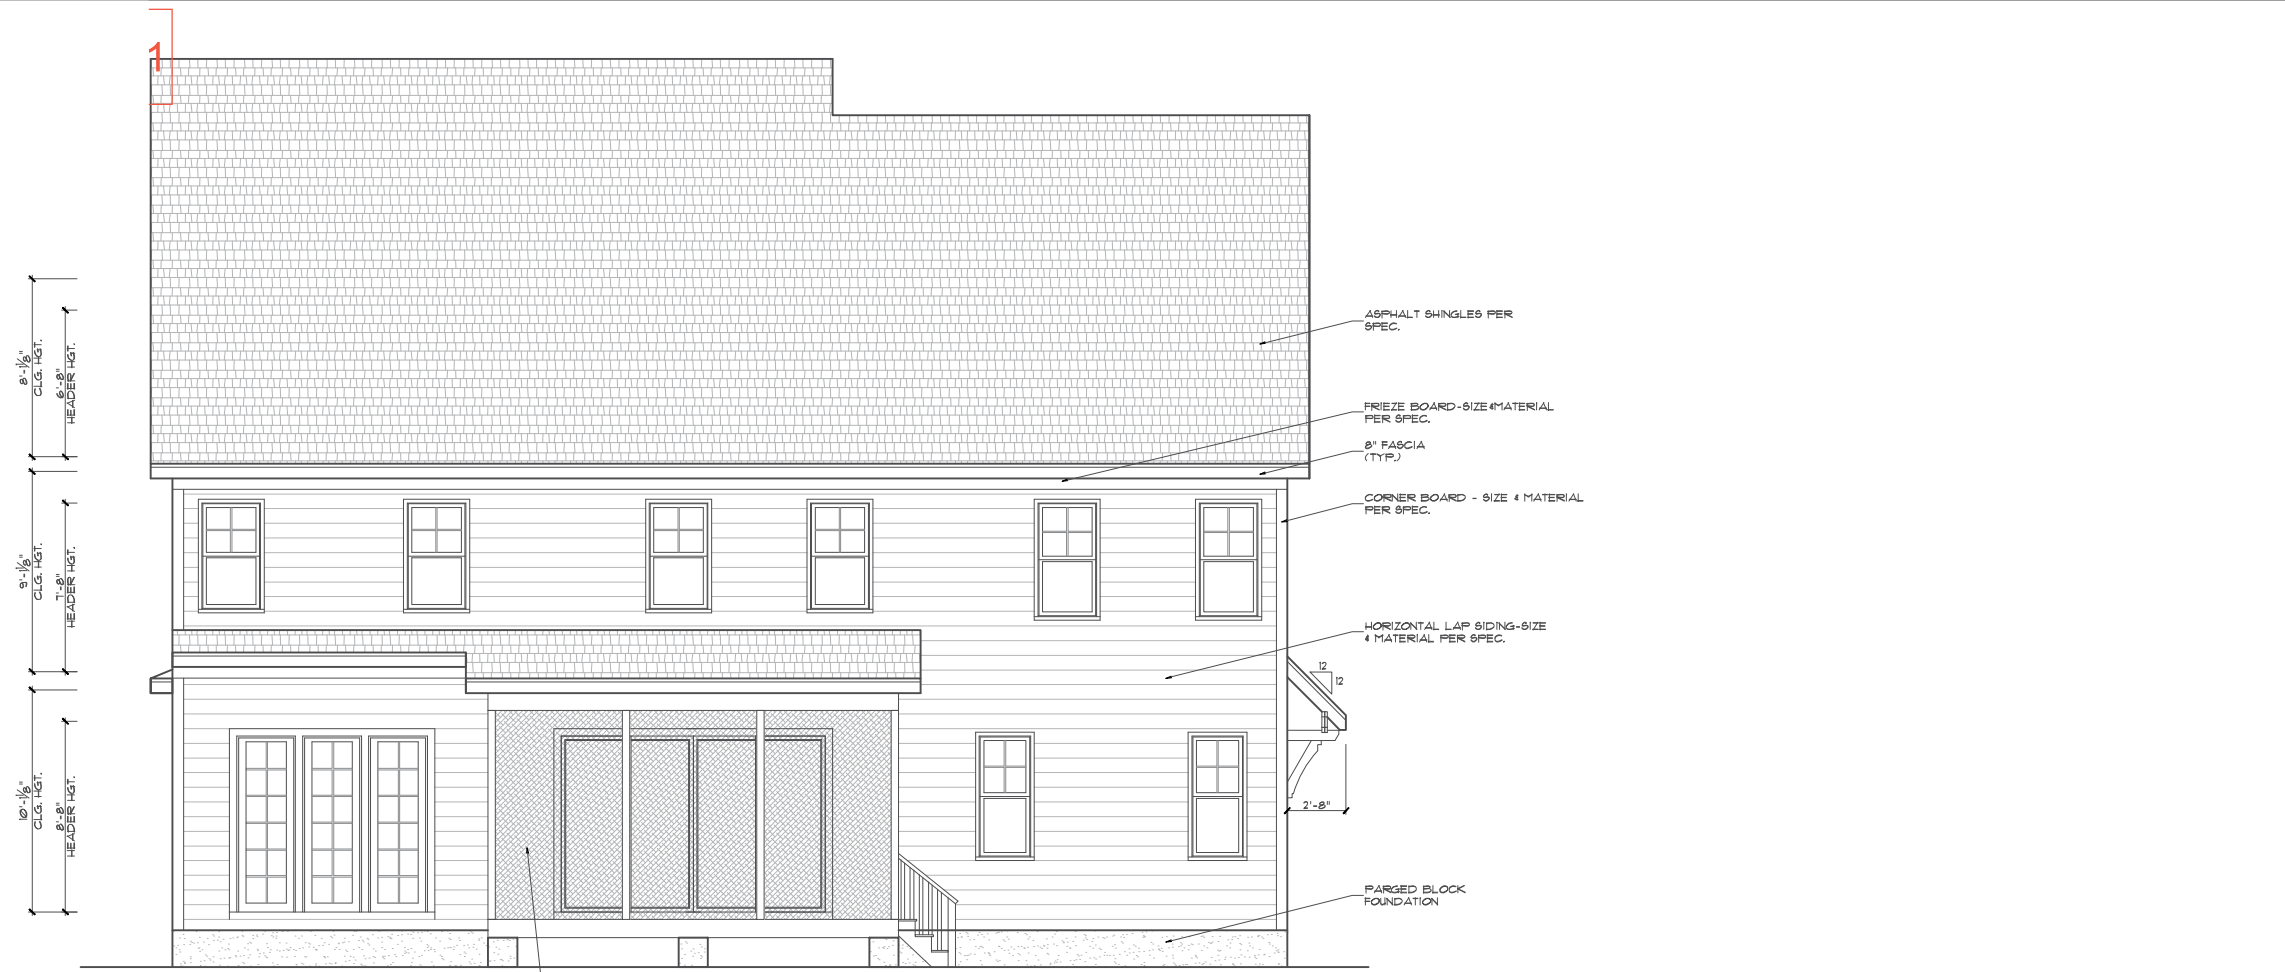 1
ASPHALT SHINGLES PER
SPEC.
8'-1⅛"
CLG. HGT.
6'-8"
HEADER HGT.
FRIEZE BOARD-SIZE&MATERIAL
PER SPEC.
8" FASCIA
(TYP.)
CORNER BOARD - SIZE & MATERIAL
PER SPEC.
9'-1⅛"
CLG. HGT.
7'-8"
HEADER HGT.
HORIZONTAL LAP SIDING-SIZE
& MATERIAL PER SPEC.
12
12
10'-1⅛"
CLG. HGT.
8'-8"
HEADER HGT.
2'-8"
PARGED BLOCK
FOUNDATION